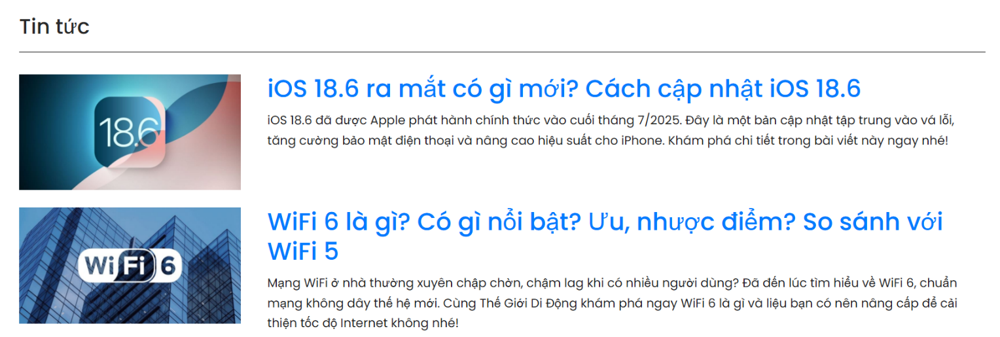 Tin tức
18.6
iOS 18.6 ra mắt có gì mới? Cách cập nhật iOS 18.6
iOS 18.6 đã được Apple phát hành chính thức vào cuối tháng 7/2025. Đây là một bản cập nhật tập trung vào vá lỗi,
tăng cường bảo mật điện thoại và nâng cao hiệu suất cho iPhone. Khám phá chi tiết trong bài viết này ngay nhé!
Wi Fi 6
WiFi 6 là gì? Có gì nổi bật? Ưu, nhược điểm? So sánh với
WiFi 5
Mạng WiFi ở nhà thường xuyên chập chờn, chậm lag khi có nhiều người dùng? Đã đến lúc tìm hiểu về WiFi 6, chuẩn
mạng không dây thế hệ mới. Cùng Thế Giới Di Động khám phá ngay WiFi 6 là gì và liệu bạn có nên nâng cấp để cải
thiện tốc độ Internet không nhé!